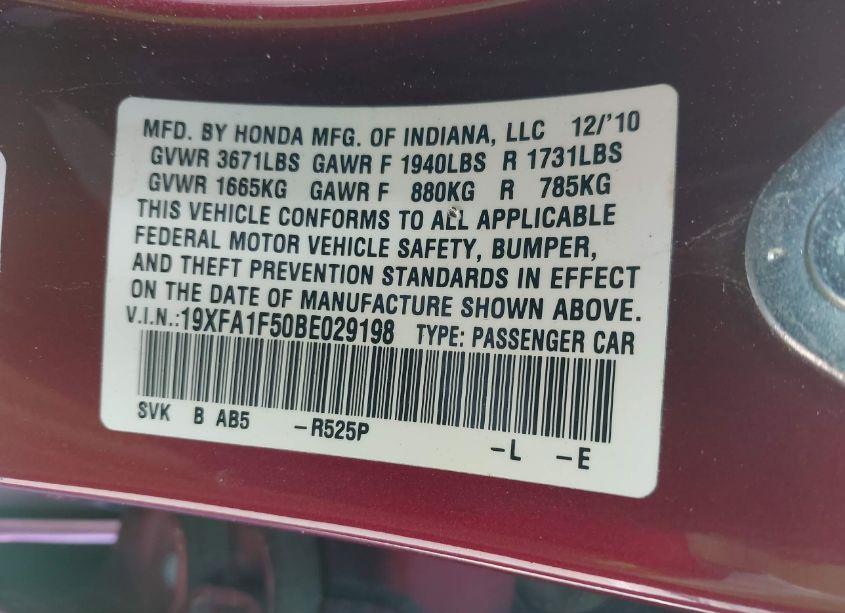 MFD. BY HONDA MFG. OF INDIANA, LLC 12/'10
GVWR 3671LBS GAWR F 1940LBS R 1731LBS
GVWR 1665KG GAWR F 880KG R 785KG
THIS VEHICLE CONFORMS TO ALL APPLICABLE
FEDERAL MOTOR VEHICLE SAFETY, BUMPER,
AND THEFT PREVENTION STANDARDS IN EFFECT
ON THE DATE OF MANUFACTURE SHOWN ABOVE.
V.I.N.:19XFA1F50BE029198 TYPE: PASSENGER CAR
SVK B AB5 -R525P -L -E